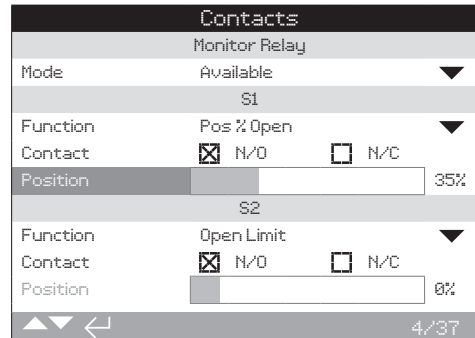 Contacts
Monitor Relay
Mode Available
S1
Function Pos % Open
Contact N/O N/C
Position 35%
S2
Function Open Limit
Contact N/O N/C
Position 0%
4/37